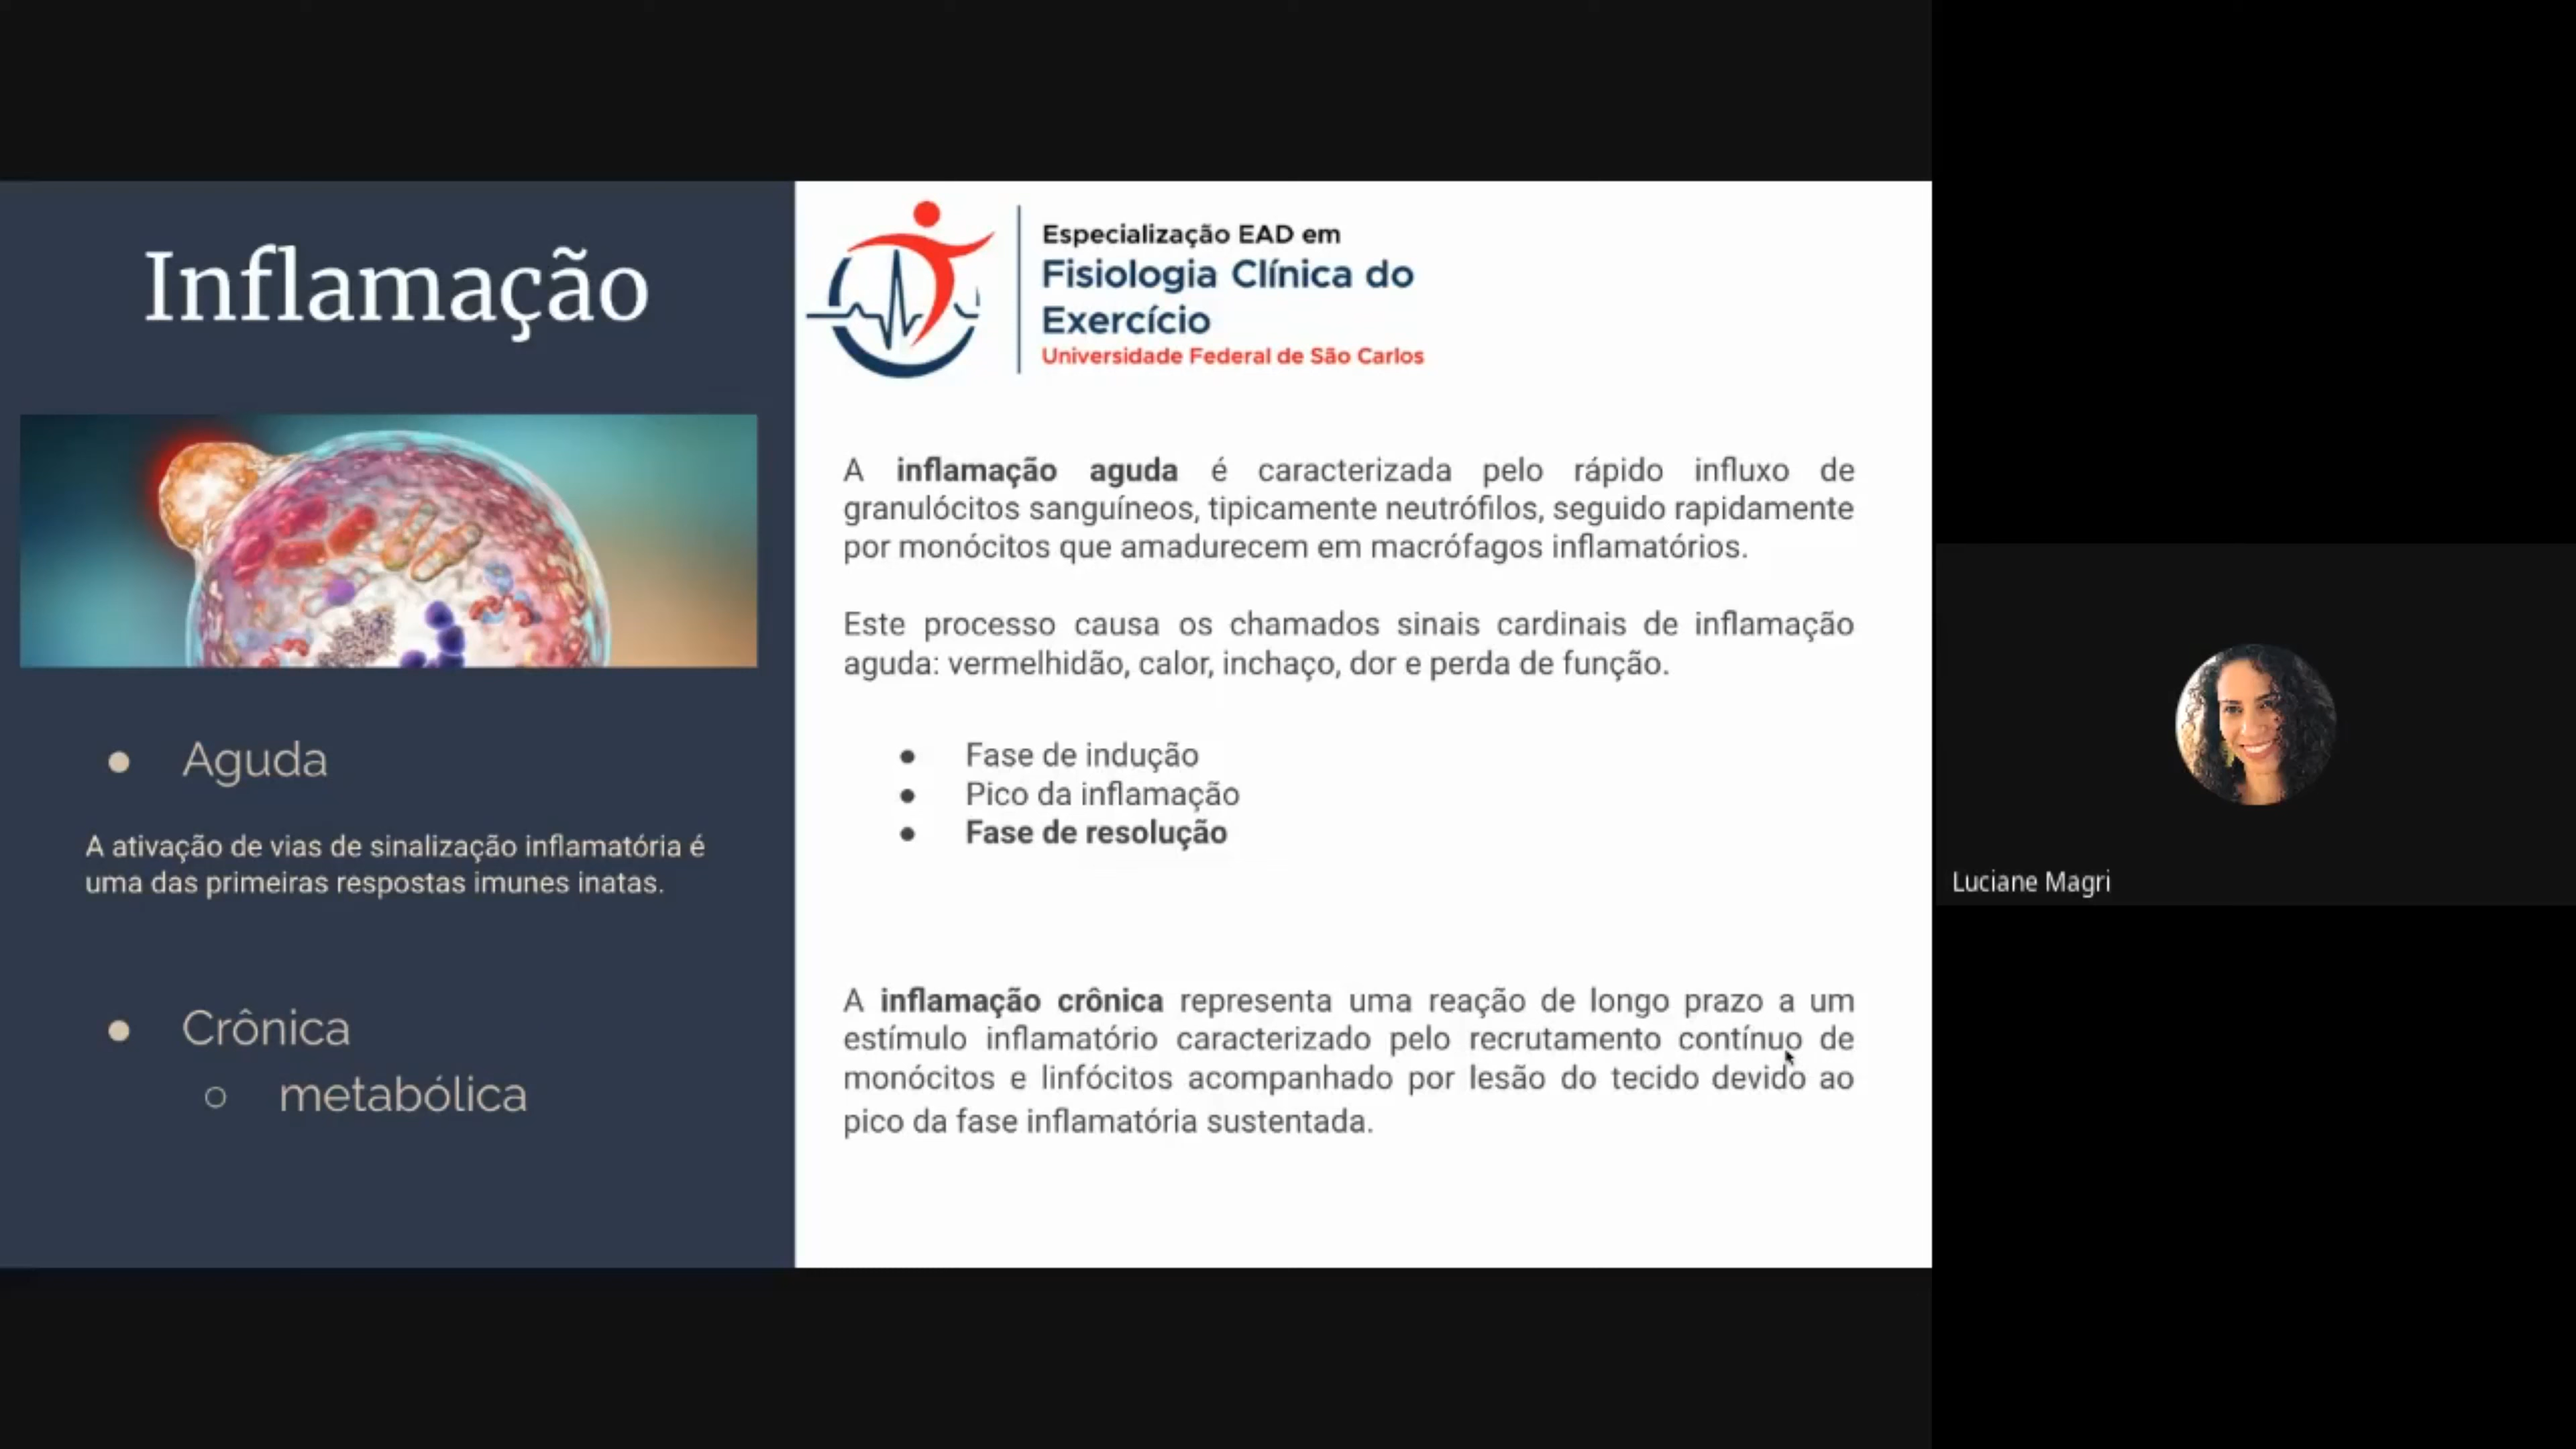 Inflamação
Aguda
A ativação de vias de sinalização inflamatória é
uma das primeiras respostas imunes inatas.
Crônica
metabólica
Especialização EAD em
Fisiologia Clínica do
Exercício
Universidade Federal de São Carlos
A inflamação aguda é caracterizada pelo rápido influxo de
granulócitos sanguíneos, tipicamente neutrófilos, seguido rapidamente
por monócitos que amadurecem em macrófagos inflamatórios.
Este processo causa os chamados sinais cardinais de inflamação
aguda: vermelhidão, calor, inchaço, dor e perda de função.
Fase de indução
Pico da inflamação
Fase de resolução
A inflamação crônica representa uma reação de longo prazo a um
estímulo inflamatório caracterizado pelo recrutamento contínuo de
monócitos e linfócitos acompanhado por lesão do tecido devido ao
pico da fase inflamatória sustentada.
Luciane Magri